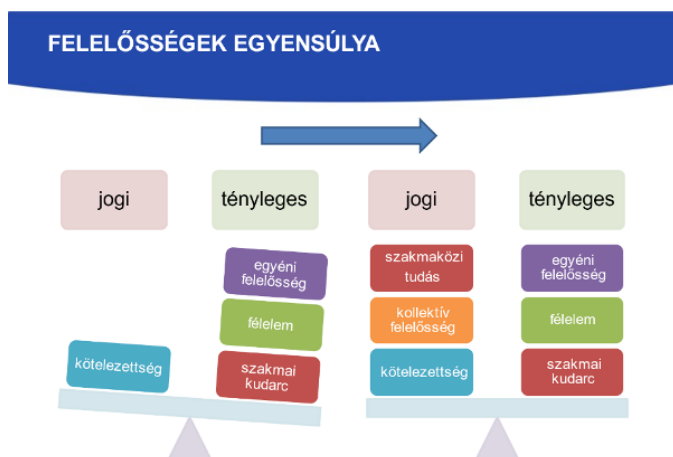 FELELŐSSÉGEK EGYENSÚLYA
jogi
tényleges
egyéni
felelősség
félelem
kötelezettség
szakmai
kudarc
jogi
tényleges
szakmaközi
tudás
egyéni
felelősség
kollektív
felelősség
félelem
kötelezettség
szakmai
kudarc